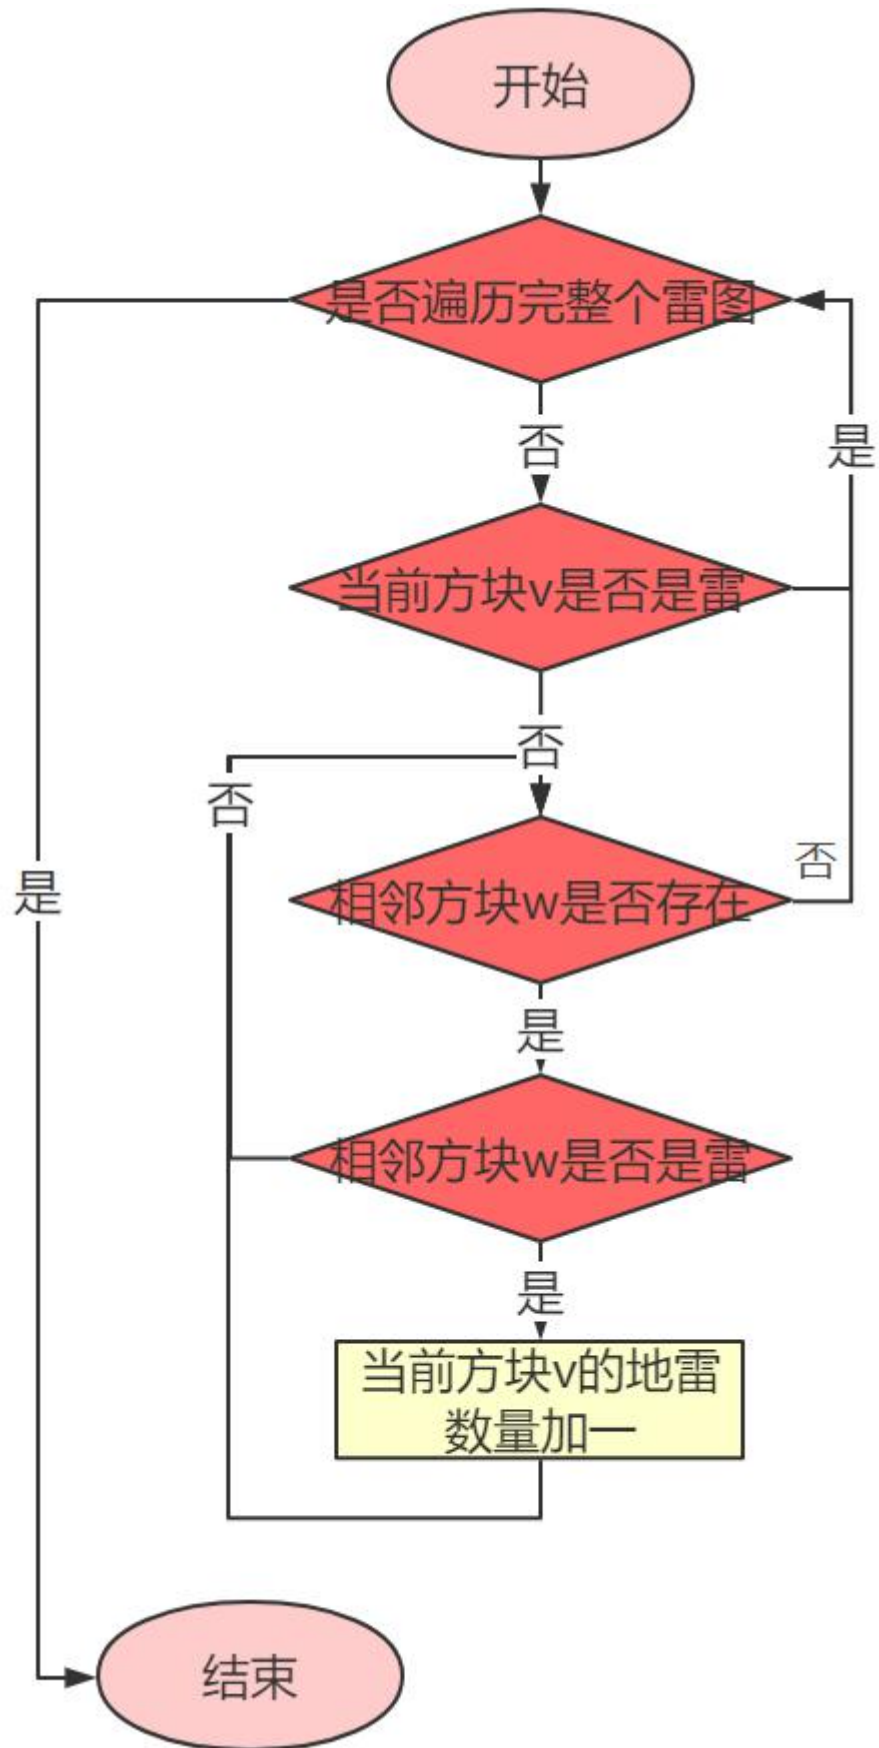 开始
是否遍历完整个雷图
否
是
当前方块v是否是雷
否
否
是
相邻方块w是否存在
否
是
相邻方块w是否是雷
是
当前方块v的地雷
数量加一
结束